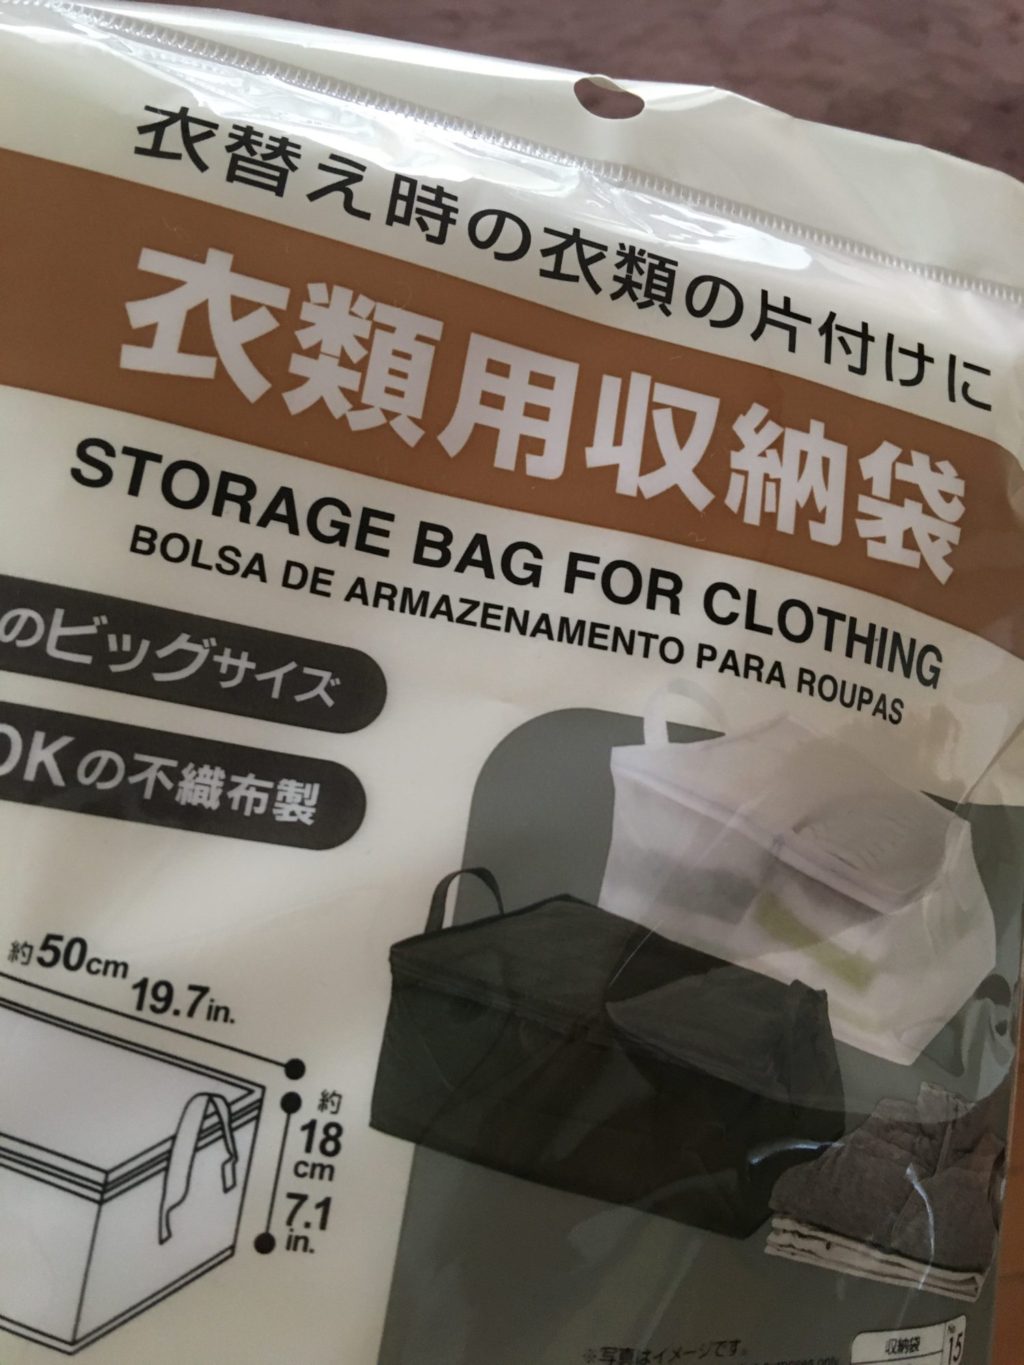 衣替え時の衣類の片付けに
衣類用収納袋
STORAGE BAG FOR CLOTHING
BOLSA DE ARMAZENAMENTO PARA ROUPAS
のビッグサイズ
OKの不織布製
約50cm
19.7in.
約
18
cm
7.1
in.
※写真はイメージです。
収納袋
No.
15